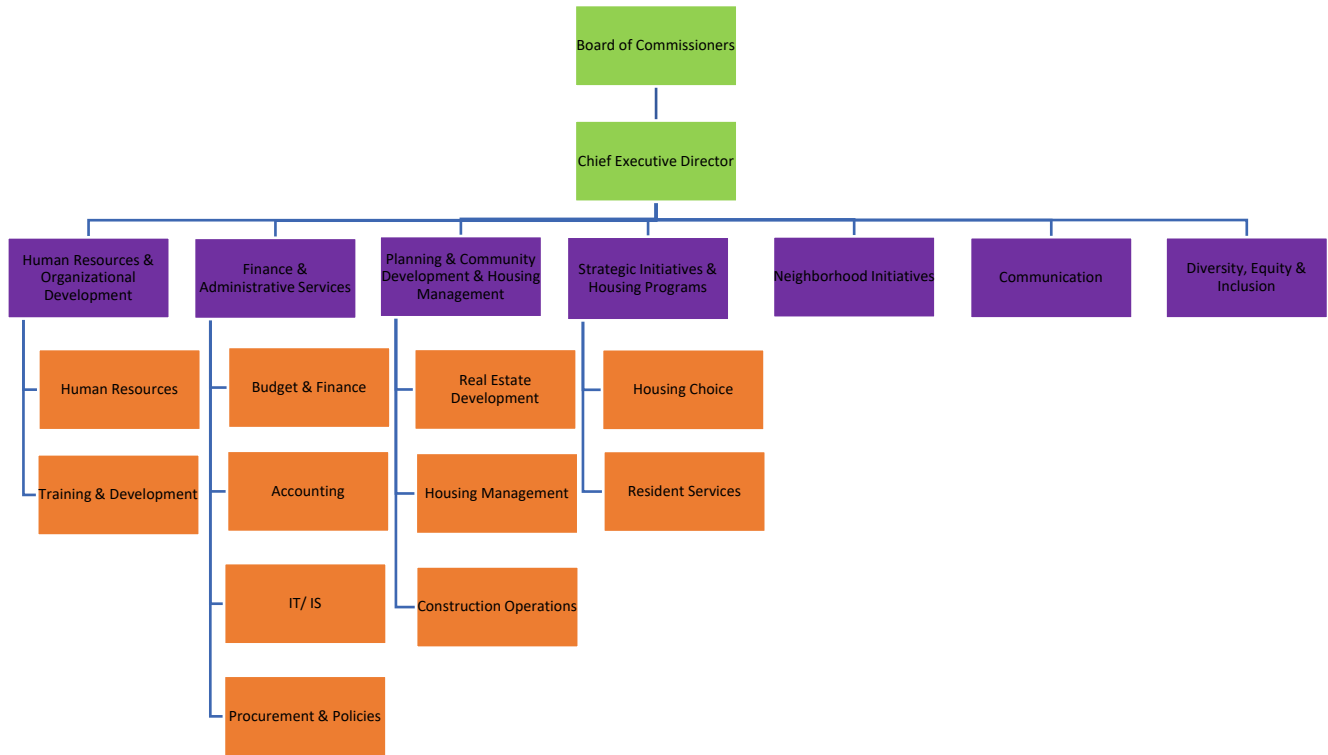 Board of Commissioners
Chief Executive Director
Human Resources &
Organizational
Development
Finance &
Administrative Services
Planning & Community
Development & Housing
Management
Strategic Initiatives &
Housing Programs
Neighborhood Initiatives
Communication
Diversity, Equity &
Inclusion
Human Resources
Training & Development
Budget & Finance
Accounting
IT/ IS
Procurement & Policies
Real Estate
Development
Housing Management
Construction Operations
Housing Choice
Resident Services